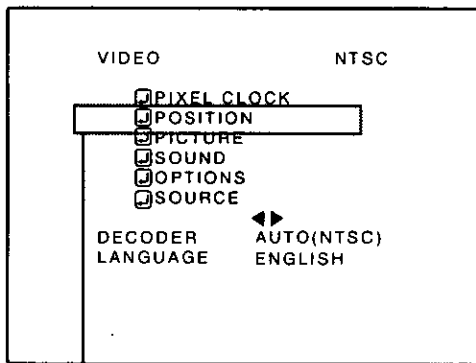 VIDEO NTSC
PIXEL CLOCK
POSITION
PICTURE
SOUND
OPTIONS
SOURCE
DECODER AUTO(NTSC)
LANGUAGE ENGLISH